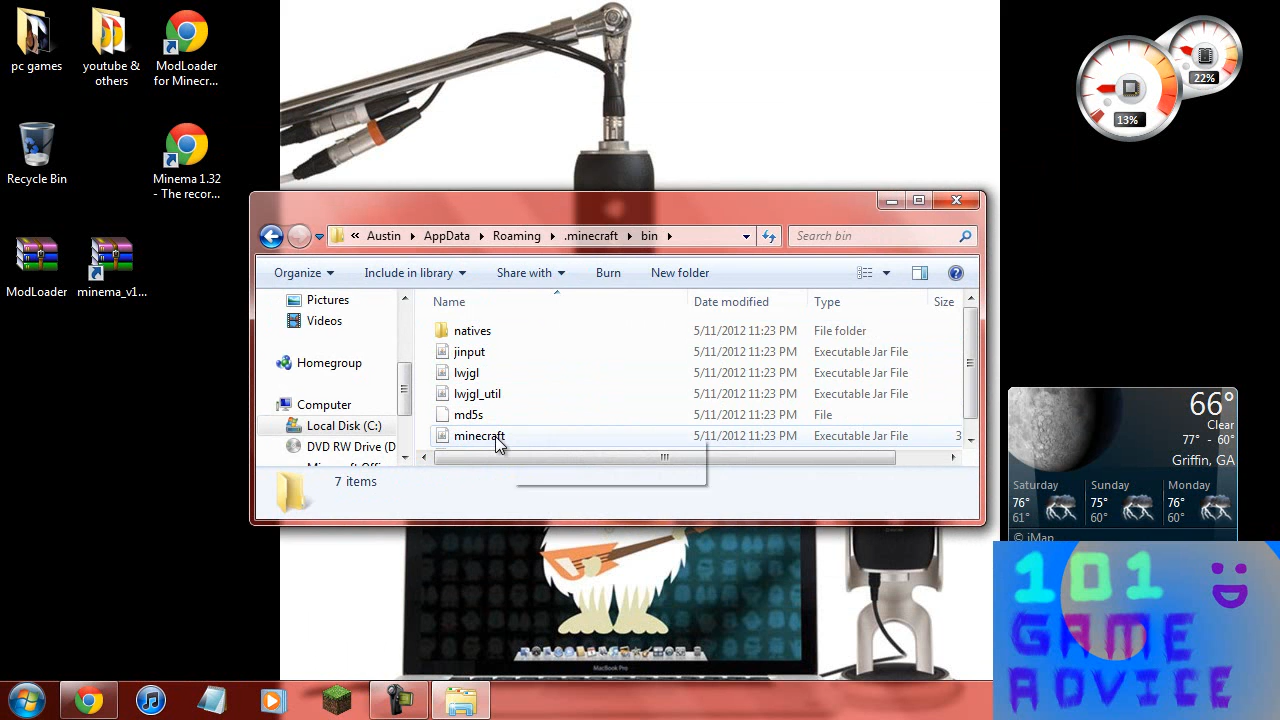 pc games
youtube & others
ModLoader for Minecr...
Recycle Bin
Minema 1.32 - The recor...
ModLoader
minema_v1...
22%
13%
« Austin ▸ AppData ▸ Roaming ▸ .minecraft ▸ bin ▸
Search bin
Organize
Include in library
Share with
Burn
New folder
Pictures
Videos
Homegroup
Computer
Local Disk (C:)
DVD RW Drive (D
Name Date modified Type Size
natives 5/11/2012 11:23 PM File folder
jinput 5/11/2012 11:23 PM Executable Jar File
lwjgl 5/11/2012 11:23 PM Executable Jar File
lwjgl_util 5/11/2012 11:23 PM Executable Jar File
md5s 5/11/2012 11:23 PM File
minecraft 5/11/2012 11:23 PM Executable Jar File 3
7 items
66°
Clear
77° - 60°
Griffin, GA
Saturday Sunday Monday
76° 75° 76°
61° 60° 60°
© iMap
MacBook Pro
101
GAME
ADVICE